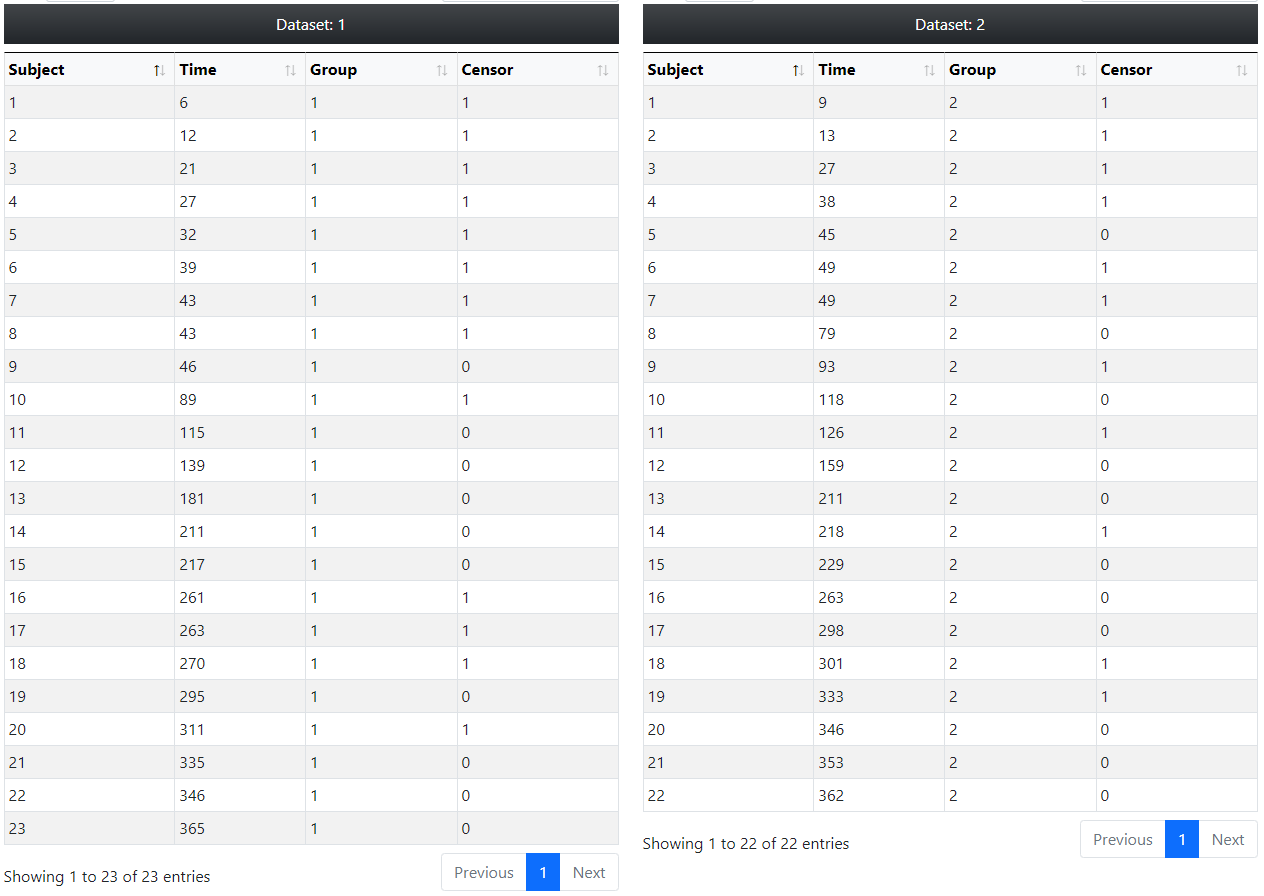 Dataset: 1
Subject Time Group Censor
1 6 1 1
2 12 1 1
3 21 1 1
4 27 1 1
5 32 1 1
6 39 1 1
7 43 1 1
8 43 1 1
9 46 1 0
10 89 1 1
11 115 1 0
12 139 1 0
13 181 1 0
14 211 1 0
15 217 1 0
16 261 1 1
17 263 1 1
18 270 1 1
19 295 1 0
20 311 1 1
21 335 1 0
22 346 1 0
23 365 1 0
Showing 1 to 23 of 23 entries
Previous 1 Next
Dataset: 2
Subject Time Group Censor
1 9 2 1
2 13 2 1
3 27 2 1
4 38 2 1
5 45 2 0
6 49 2 1
7 49 2 1
8 79 2 0
9 93 2 1
10 118 2 0
11 126 2 1
12 159 2 0
13 211 2 0
14 218 2 1
15 229 2 0
16 263 2 0
17 298 2 0
18 301 2 1
19 333 2 1
20 346 2 0
21 353 2 0
22 362 2 0
Showing 1 to 22 of 22 entries
Previous 1 Next